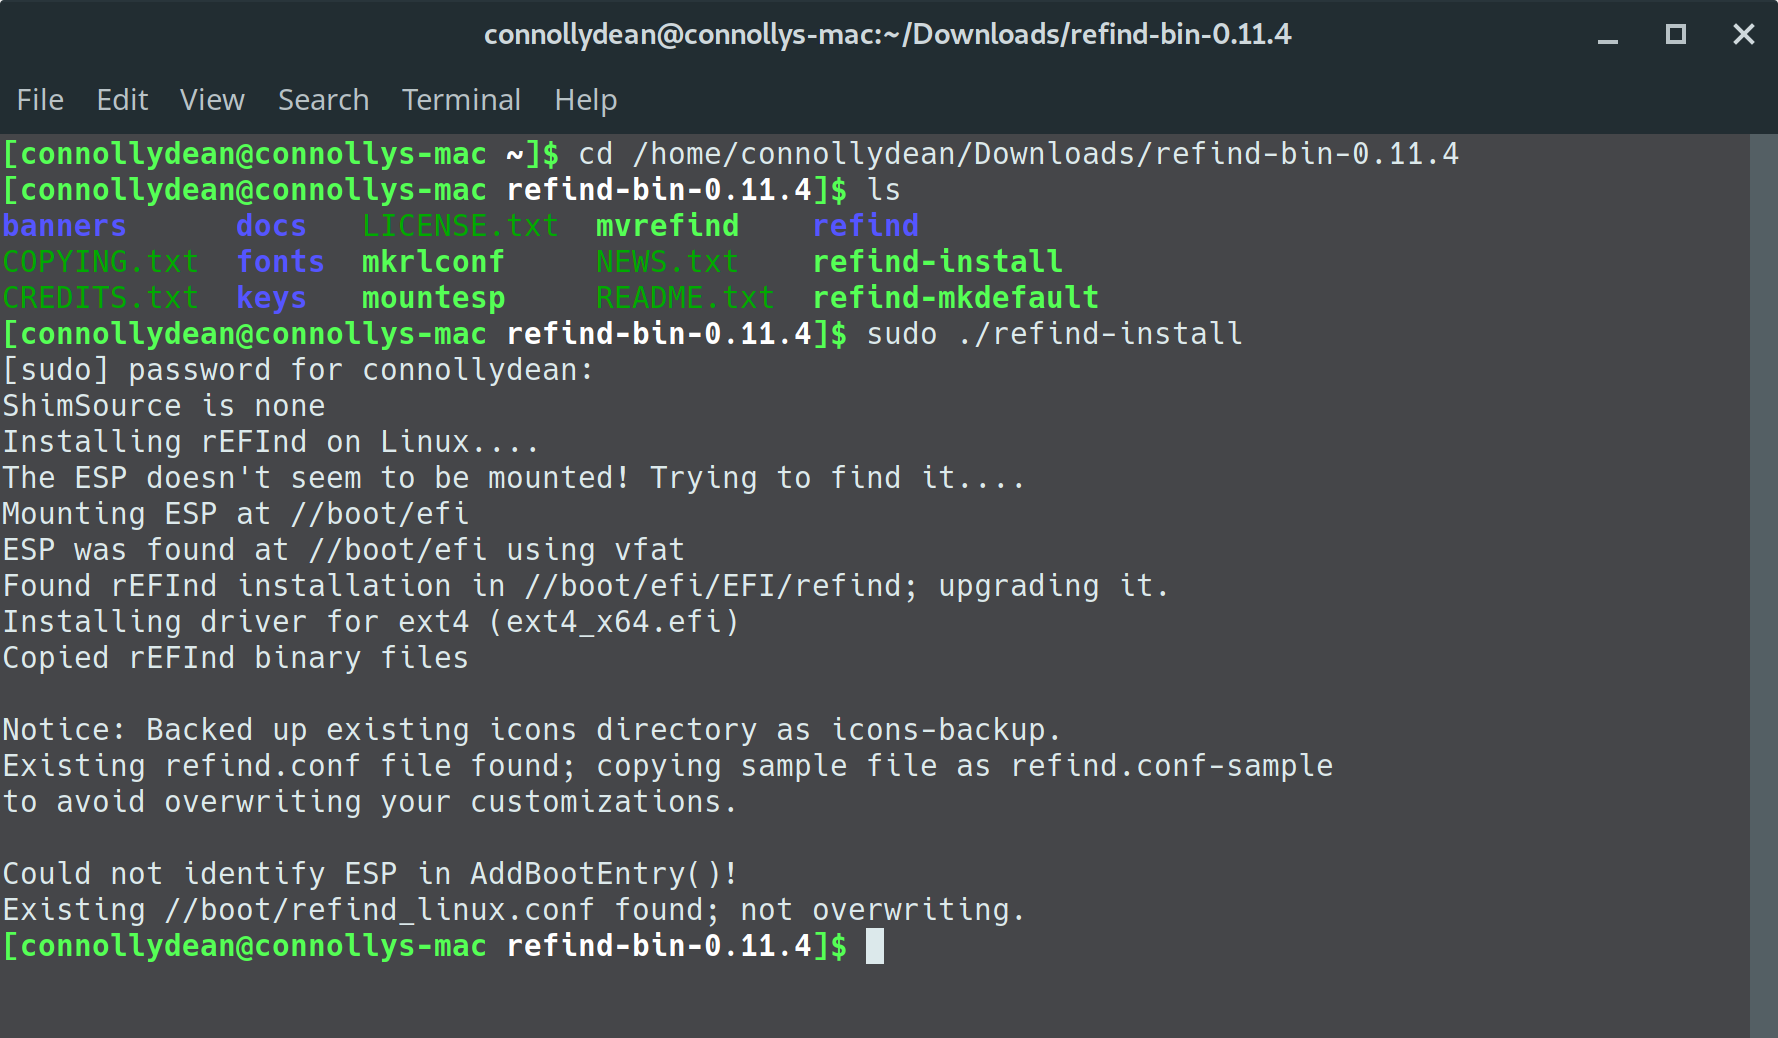 connollydean@connollys-mac:~/Downloads/refind-bin-0.11.4
File Edit View Search Terminal Help
[connollydean@connollys-mac ~]$ cd /home/connollydean/Downloads/refind-bin-0.11.4
[connollydean@connollys-mac refind-bin-0.11.4]$ ls
banners      docs   LICENSE.txt  mvrefind    refind
COPYING.txt  fonts  mkrlconf     NEWS.txt    refind-install
CREDITS.txt  keys   mountesp     README.txt  refind-mkdefault
[connollydean@connollys-mac refind-bin-0.11.4]$ sudo ./refind-install
[sudo] password for connollydean:
ShimSource is none
Installing rEFInd on Linux....
The ESP doesn't seem to be mounted! Trying to find it....
Mounting ESP at //boot/efi
ESP was found at //boot/efi using vfat
Found rEFInd installation in //boot/efi/EFI/refind; upgrading it.
Installing driver for ext4 (ext4_x64.efi)
Copied rEFInd binary files
Notice: Backed up existing icons directory as icons-backup.
Existing refind.conf file found; copying sample file as refind.conf-sample
to avoid overwriting your customizations.
Could not identify ESP in AddBootEntry()!
Existing //boot/refind_linux.conf found; not overwriting.
[connollydean@connollys-mac refind-bin-0.11.4]$